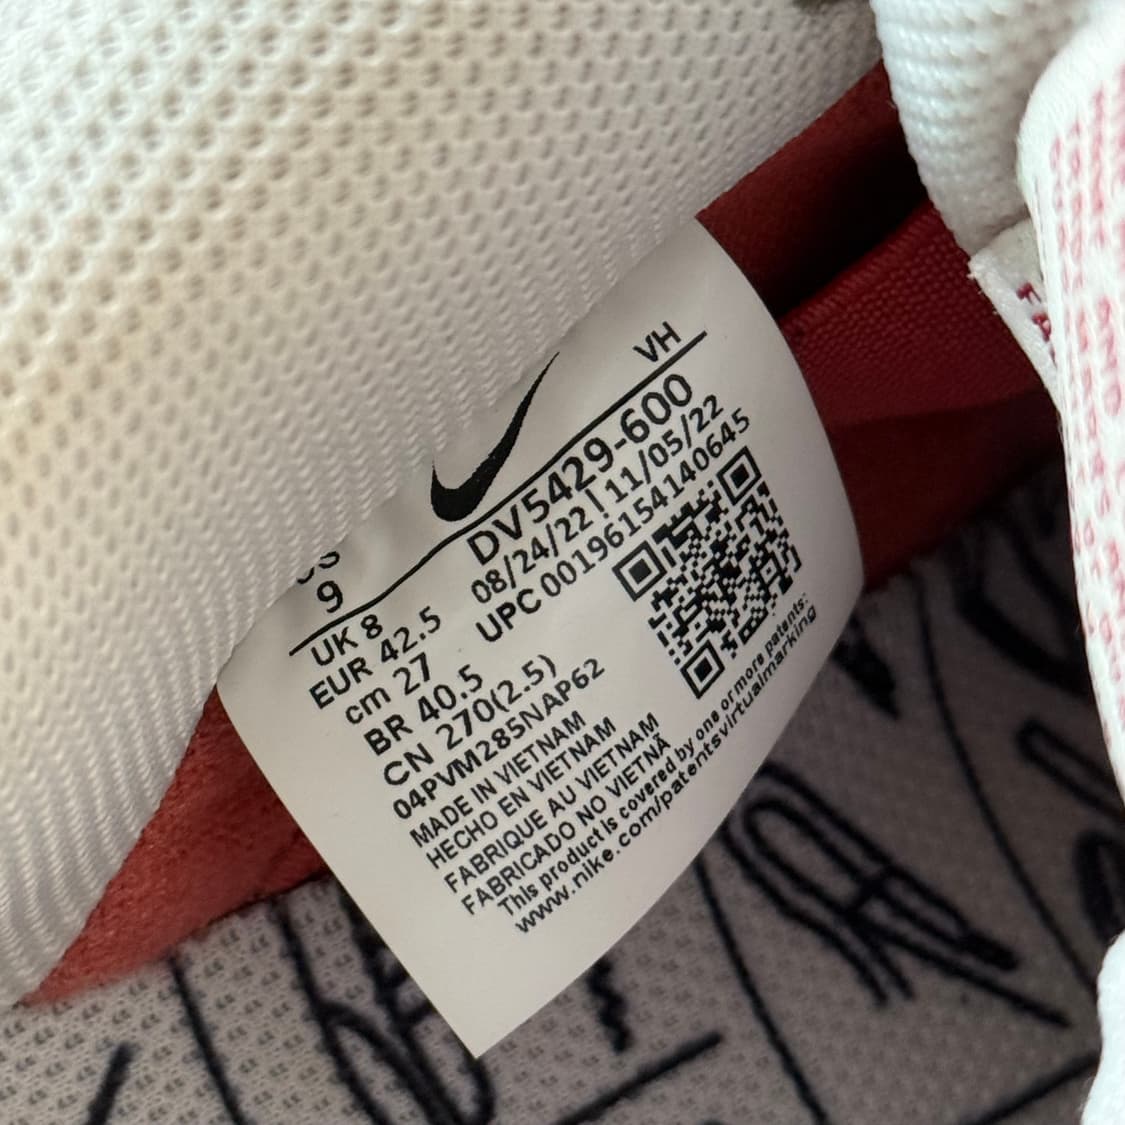 VH
US
9
DV5429-600
08/24/22 | 11/05/22
UPC 00196154140645
UK 8
EUR 42.5
cm 27
BR 40.5
CN 270(2.5)
04PVM285NAP62
MADE IN VIETNAM
HECHO EN VIETNAM
FABRIQUE AU VIETNAM
FABRICADO NO VIETNÃ
This product is covered by one or more patents:
www.nike.com/patentsvirtualmarking